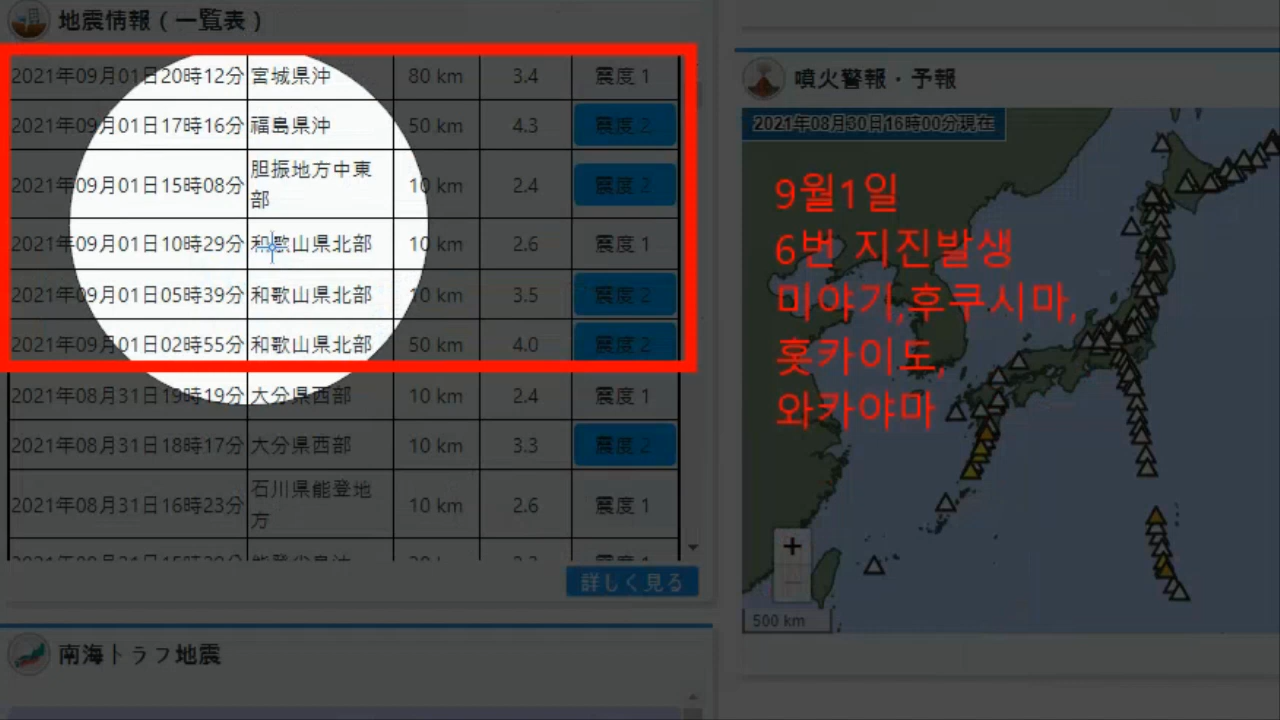 地震情報（一覧表）
2021年09月01日20時12分 宮城県沖 80 km 3.4 震度 1
2021年09月01日17時16分 福島県沖 50 km 4.3 震度 2
2021年09月01日15時08分 胆振地方中東部 10 km 2.4 震度 2
2021年09月01日10時29分 和歌山県北部 10 km 2.6 震度 1
2021年09月01日05時39分 和歌山県北部 10 km 3.5 震度 2
2021年09月01日02時55分 和歌山県北部 50 km 4.0 震度 2
2021年08月31日19時19分 大分県西部 10 km 2.4 震度 1
2021年08月31日18時17分 大分県西部 10 km 3.3 震度 2
2021年08月31日16時23分 石川県能登地方 10 km 2.6 震度 1
詳しく見る
南海トラフ地震
噴火警報・予報
2021年08月30日16時00分現在
9월1일
6번 지진발생
미야기,후쿠시마,
홋카이도,
와카야마
+
−
500 km